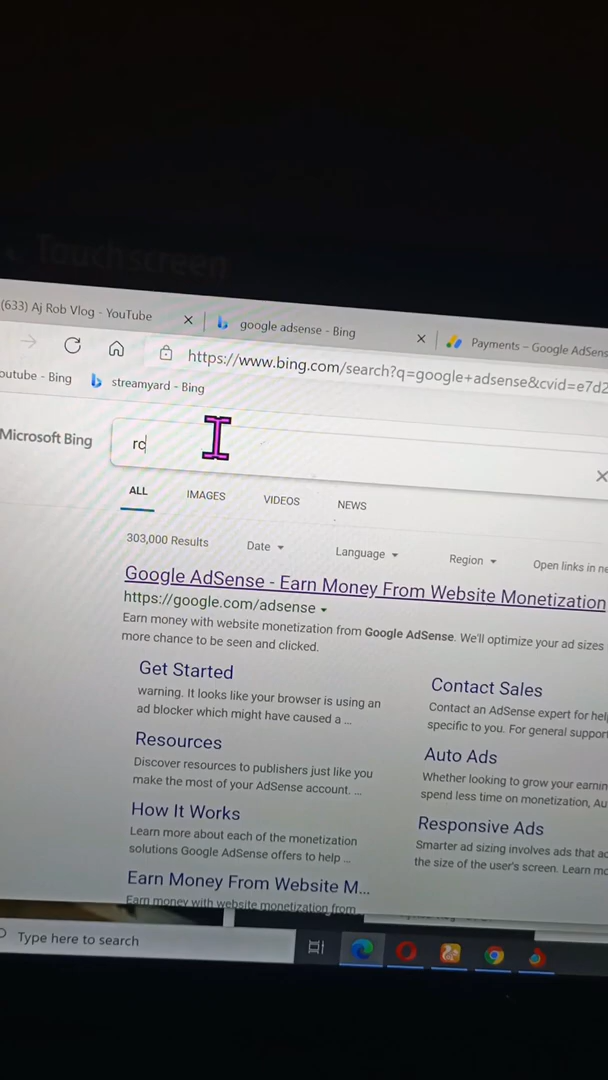 Touchscreen
(633) Aj Rob Vlog - YouTube
google adsense - Bing
Payments – Google AdSens
https://www.bing.com/search?q=google+adsense&cvid=e7d2
outube - Bing
streamyard - Bing
Microsoft Bing
rc
ALL
IMAGES
VIDEOS
NEWS
303,000 Results
Date
Language
Region
Open links in ne
Google AdSense - Earn Money From Website Monetization
https://google.com/adsense
Earn money with website monetization from Google AdSense. We'll optimize your ad sizes
more chance to be seen and clicked.
Get Started
warning. It looks like your browser is using an
ad blocker which might have caused a ...
Resources
Discover resources to publishers just like you
make the most of your AdSense account. ...
How It Works
Learn more about each of the monetization
solutions Google AdSense offers to help ...
Earn Money From Website M...
Earn money with website monetization from
Contact Sales
Contact an AdSense expert for hel
specific to you. For general suppor
Auto Ads
Whether looking to grow your earnin
spend less time on monetization, Au
Responsive Ads
Smarter ad sizing involves ads that ad
the size of the user's screen. Learn mo
Type here to search